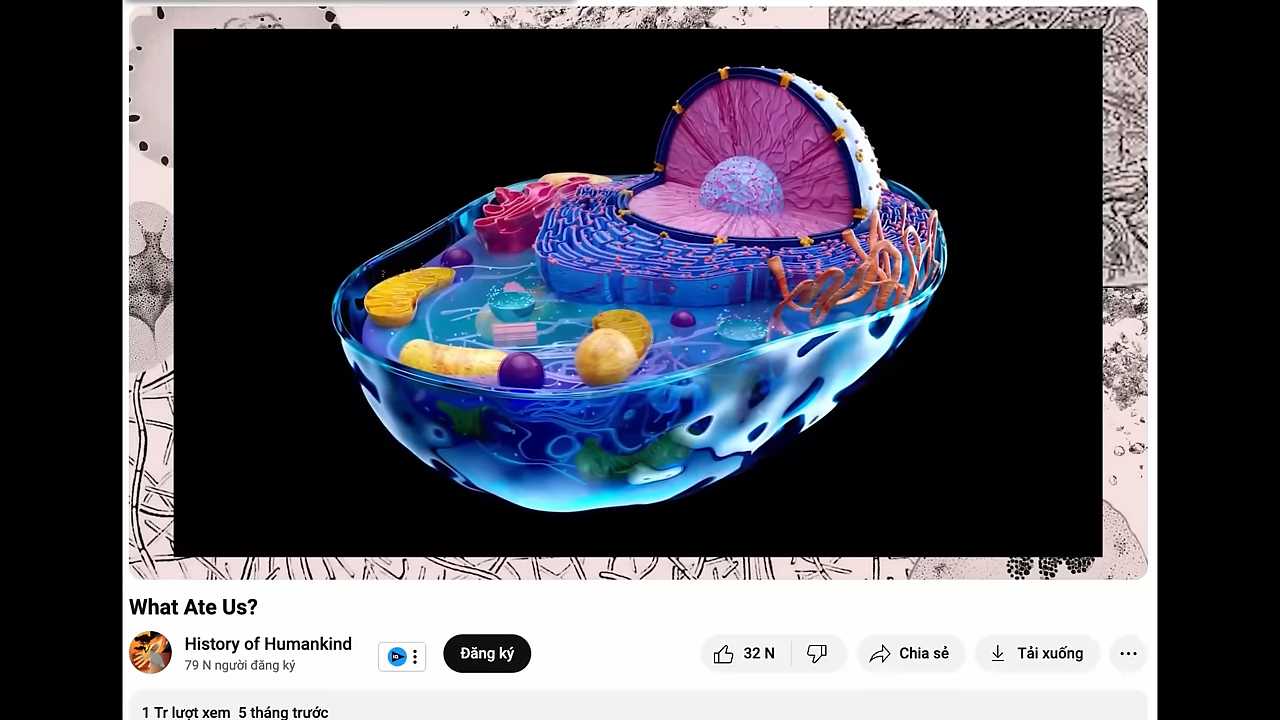 What Ate Us?
History of Humankind
79 N người đăng ký
Đăng ký
32 N
Chia sẻ
Tải xuống
1 Tr lượt xem 5 tháng trước